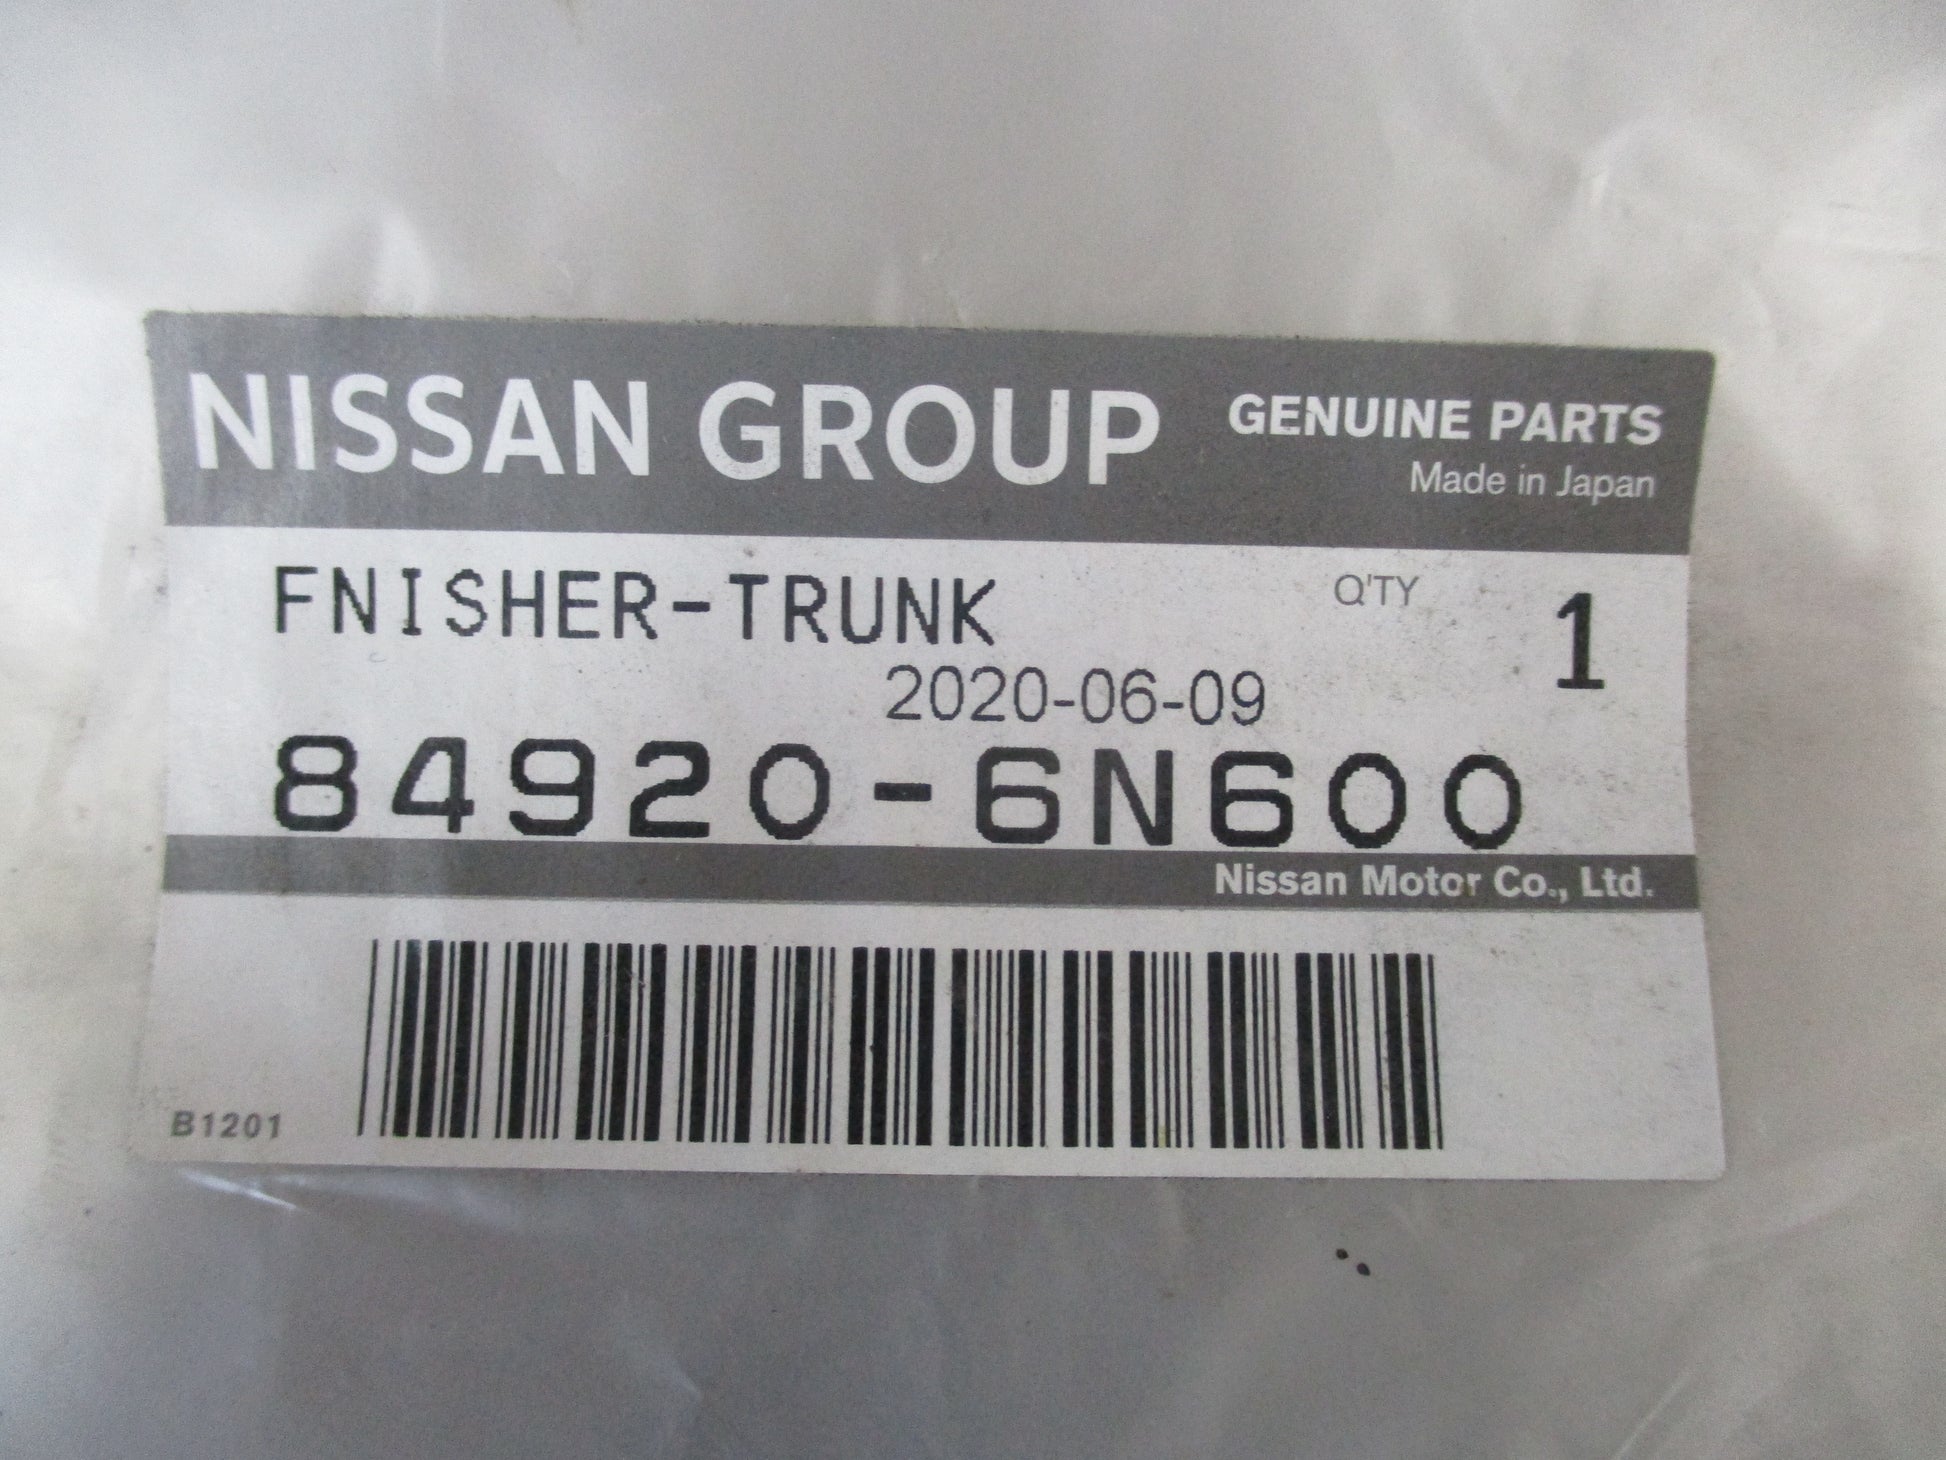 NISSAN GROUP GENUINE PARTS
Made in Japan
FNISHER-TRUNK Q'TY 1
2020-06-09
84920-6N600
Nissan Motor Co., Ltd.
B1201